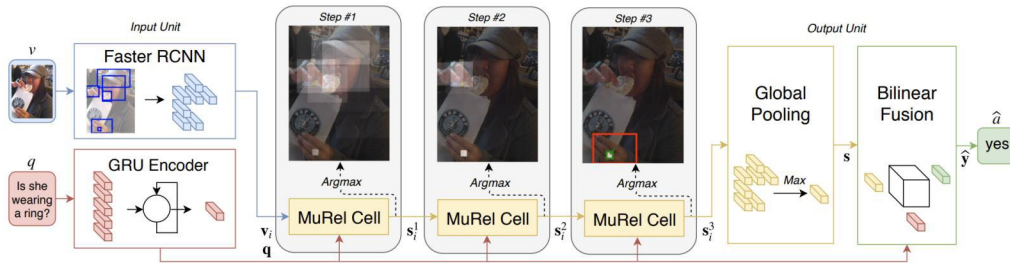 Input Unit
Step #1
Step #2
Step #3
Output Unit
v
Faster RCNN
q
Is she
wearing
a ring?
GRU Encoder
v_i
q
Argmax
Argmax
Argmax
MuRel Cell
MuRel Cell
MuRel Cell
s_i^1
s_i^2
s_i^3
Global
Pooling
Max
s
Bilinear
Fusion
ŷ
â
yes